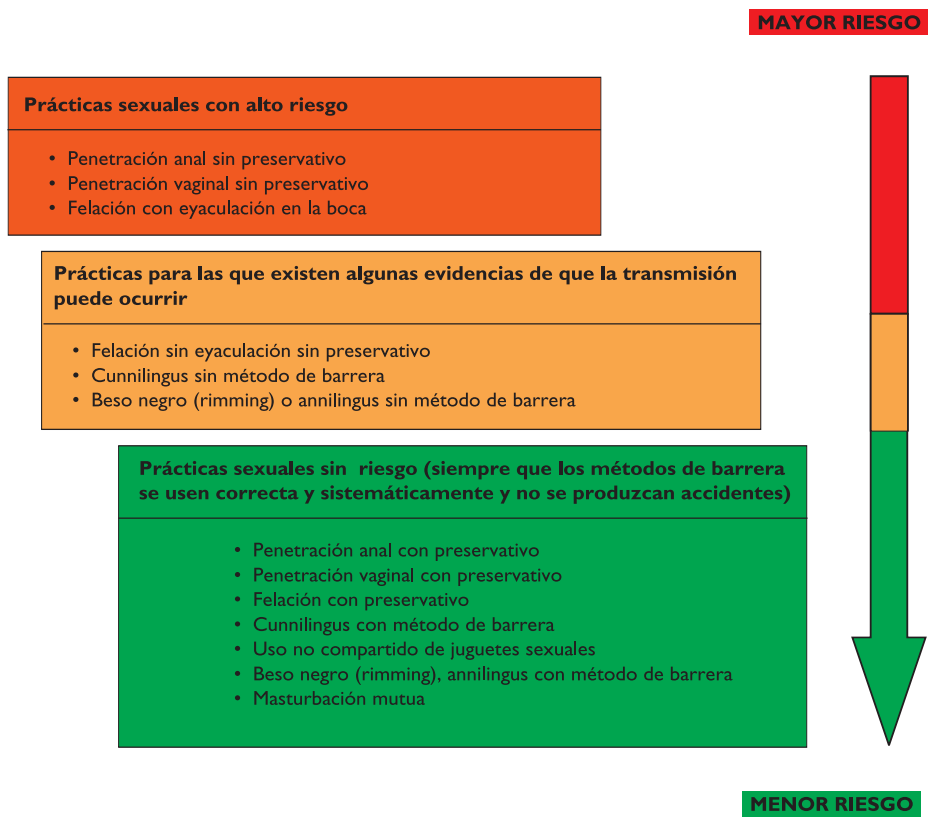 MAYOR RIESGO
Prácticas sexuales con alto riesgo
• Penetración anal sin preservativo
• Penetración vaginal sin preservativo
• Felación con eyaculación en la boca
Prácticas para las que existen algunas evidencias de que la transmisión
puede ocurrir
• Felación sin eyaculación sin preservativo
• Cunnilingus sin método de barrera
• Beso negro (rimming) o annilingus sin método de barrera
Prácticas sexuales sin riesgo (siempre que los métodos de barrera
se usen correcta y sistemáticamente y no se produzcan accidentes)
• Penetración anal con preservativo
• Penetración vaginal con preservativo
• Felación con preservativo
• Cunnilingus con método de barrera
• Uso no compartido de juguetes sexuales
• Beso negro (rimming), annilingus con método de barrera
• Masturbación mutua
MENOR RIESGO